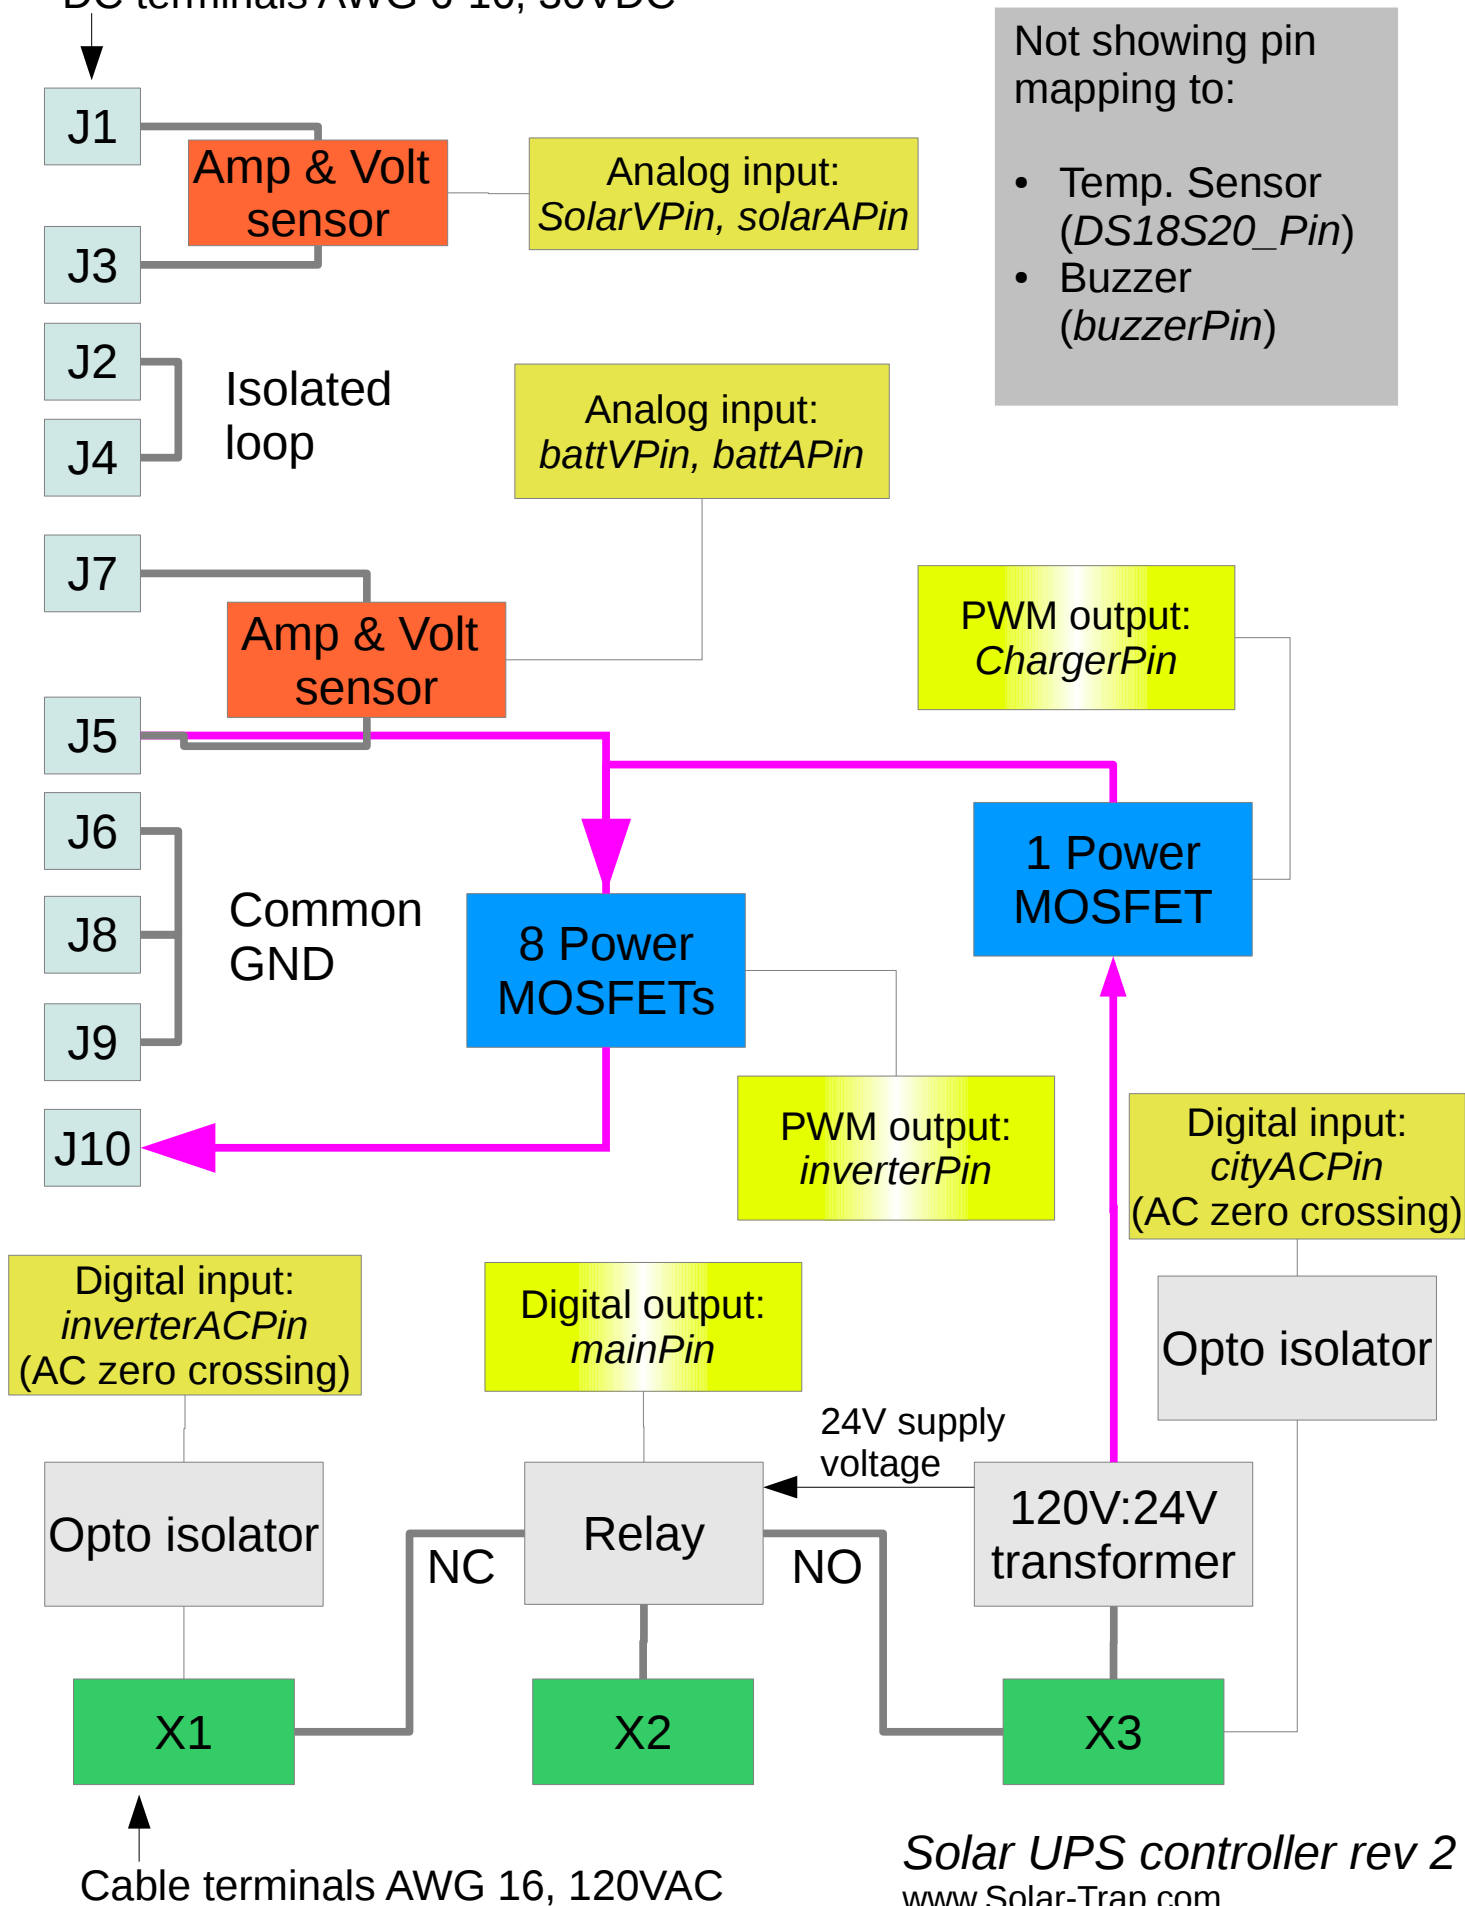 DC terminals AWG 6-16, 30VDC
J1
Amp & Volt
sensor
Analog input:
SolarVPin, solarAPin
J3
Not showing pin
mapping to:
• Temp. Sensor
(DS18S20_Pin)
• Buzzer
(buzzerPin)
J2
J4
Isolated
loop
Analog input:
battVPin, battAPin
J7
Amp & Volt
sensor
J5
PWM output:
ChargerPin
J6
J8
J9
Common
GND
8 Power
MOSFETs
1 Power
MOSFET
J10
PWM output:
inverterPin
Digital input:
cityACPin
(AC zero crossing)
Digital input:
inverterACPin
(AC zero crossing)
Digital output:
mainPin
Opto isolator
24V supply
voltage
Opto isolator
Relay
120V:24V
transformer
NC
NO
X1
X2
X3
Cable terminals AWG 16, 120VAC
Solar UPS controller rev 2
www.Solar-Trap.com